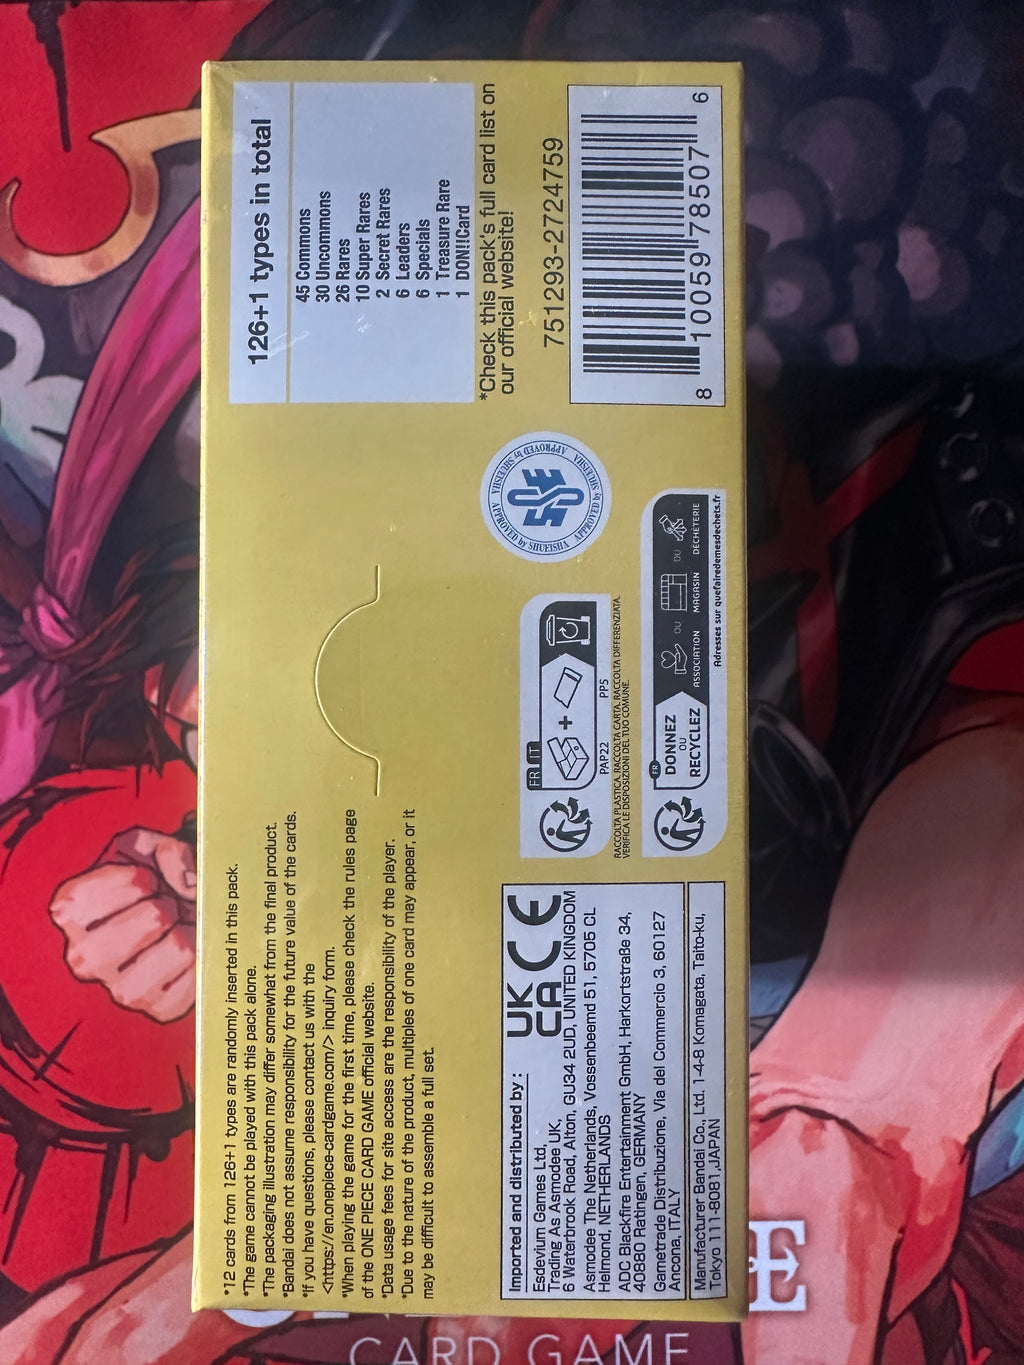 *12 cards from 126+1 types are randomly inserted in this pack.
*The game cannot be played with this pack alone.
*The packaging illustration may differ somewhat from the final product.
*Bandai does not assume responsibility for the future value of the cards.
*If you have questions, please contact us with the
<https://en.onepiece-cardgame.com/> inquiry form.
*When playing the game for the first time, please check the rules page
of the ONE PIECE CARD GAME official website.
*Data usage fees for site access are the responsibility of the player.
*Due to the nature of the product, multiples of one card may appear, or it
may be difficult to assemble a full set.
126+1 types in total
45 Commons
30 Uncommons
26 Rares
10 Super Rares
2 Secret Rares
6 Leaders
6 Specials
1 Treasure Rare
1 DON!!Card
*Check this pack's full card list on
our official website!
751293-2724759
8 10059 78507 6
APPROVED by SHUEISHA APPROVED by SHUEISHA APPROVED by SHUEISHA
FR IT
+
PAP22 PP5
RACCOLTA PLASTICA. RACCOLTA CARTA. RACCOLTA DIFFERENZIATA.
VERIFICA LE DISPOSIZIONI DEL TUO COMUNE.
FR
DONNEZ
OU
RECYCLEZ
ASSOCIATION OU MAGASIN OU DÉCHÈTERIE
Adresses sur quefairedemesdechets.fr
Imported and distributed by :
UK
CA CE
Esdevium Games Ltd,
Trading As Asmodee UK,
6 Waterbrook Road, Alton, GU34 2UD, UNITED KINGDOM
Asmodee The Netherlands, Vossenbeemd 51, 5705 CL
Helmond, NETHERLANDS
ADC Blackfire Entertainment GmbH, Harkortstraße 34,
40880 Ratingen, GERMANY
Gametrade Distribuzione, Via del Commercio 3, 60127
Ancona, ITALY
Manufacturer Bandai Co., Ltd. 1-4-8 Komagata, Taito-ku,
Tokyo 111-8081,JAPAN
CARD GAME